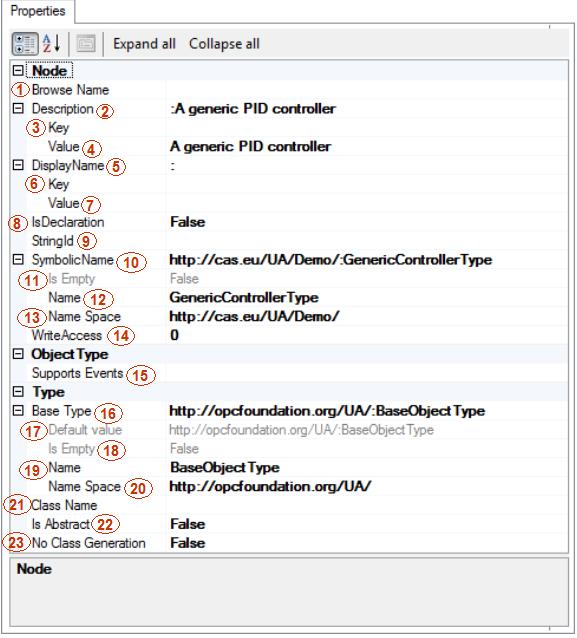 Properties
A Z Expand all Collapse all
Node
1 Browse Name
Description 2 :A generic PID controller
3 Key
Value 4 A generic PID controller
DisplayName 5 :
6 Key
Value 7
8 IsDeclaration False
StringId 9
SymbolicName 10 http://cas.eu/UA/Demo/:GenericControllerType
11 Is Empty False
Name 12 GenericControllerType
13 Name Space http://cas.eu/UA/Demo/
WriteAccess 14 0
ObjectType
Supports Events 15
Type
Base Type 16 http://opcfoundation.org/UA/:BaseObjectType
17 Default value http://opcfoundation.org/UA/:BaseObjectType
Is Empty 18 False
19 Name BaseObjectType
Name Space 20 http://opcfoundation.org/UA/
21 Class Name
Is Abstract 22 False
23 No Class Generation False
Node